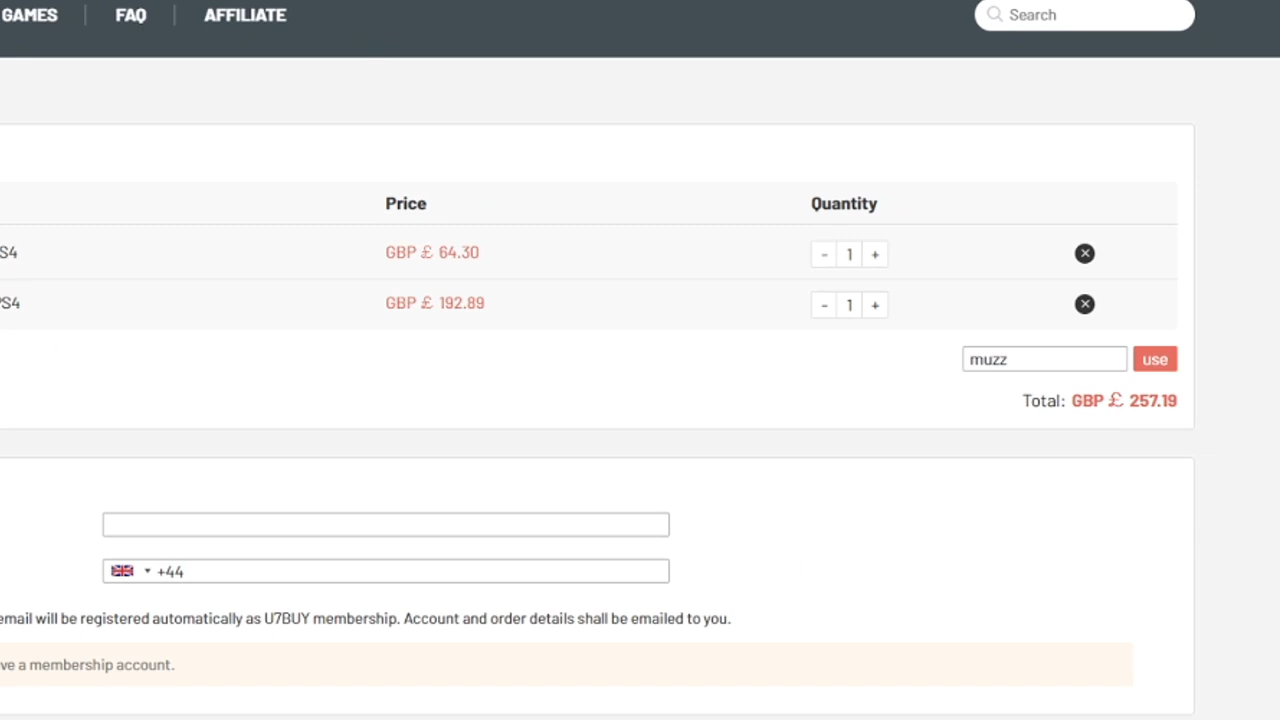 GAMES FAQ AFFILIATE Search
Price Quantity
S4 GBP £ 64.30 - 1 +
PS4 GBP £ 192.89 - 1 +
muzz use
Total: GBP £ 257.19
+44
email will be registered automatically as U7BUY membership. Account and order details shall be emailed to you.
ve a membership account.